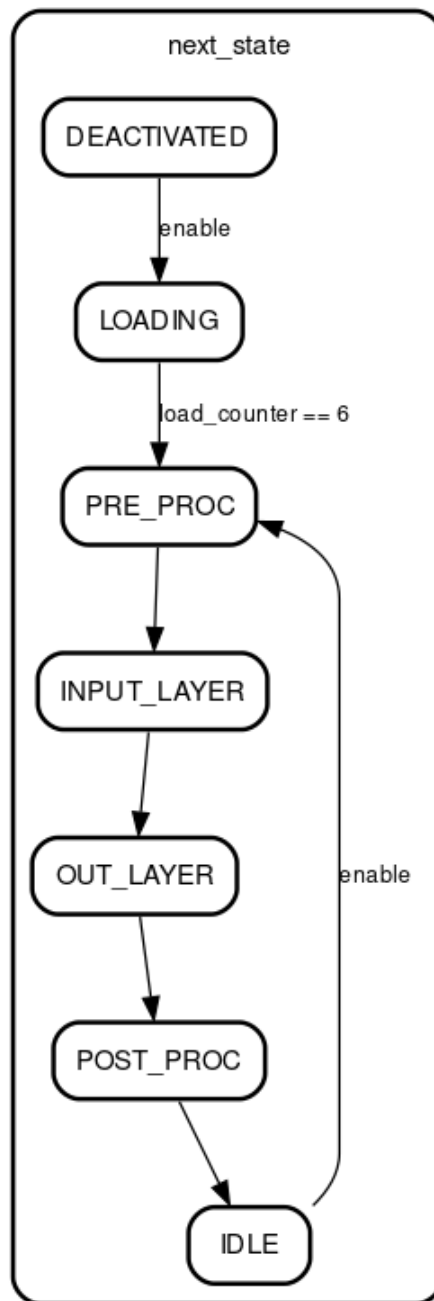 next_state
DEACTIVATED
enable
LOADING
load_counter == 6
PRE_PROC
INPUT_LAYER
OUT_LAYER
enable
POST_PROC
IDLE